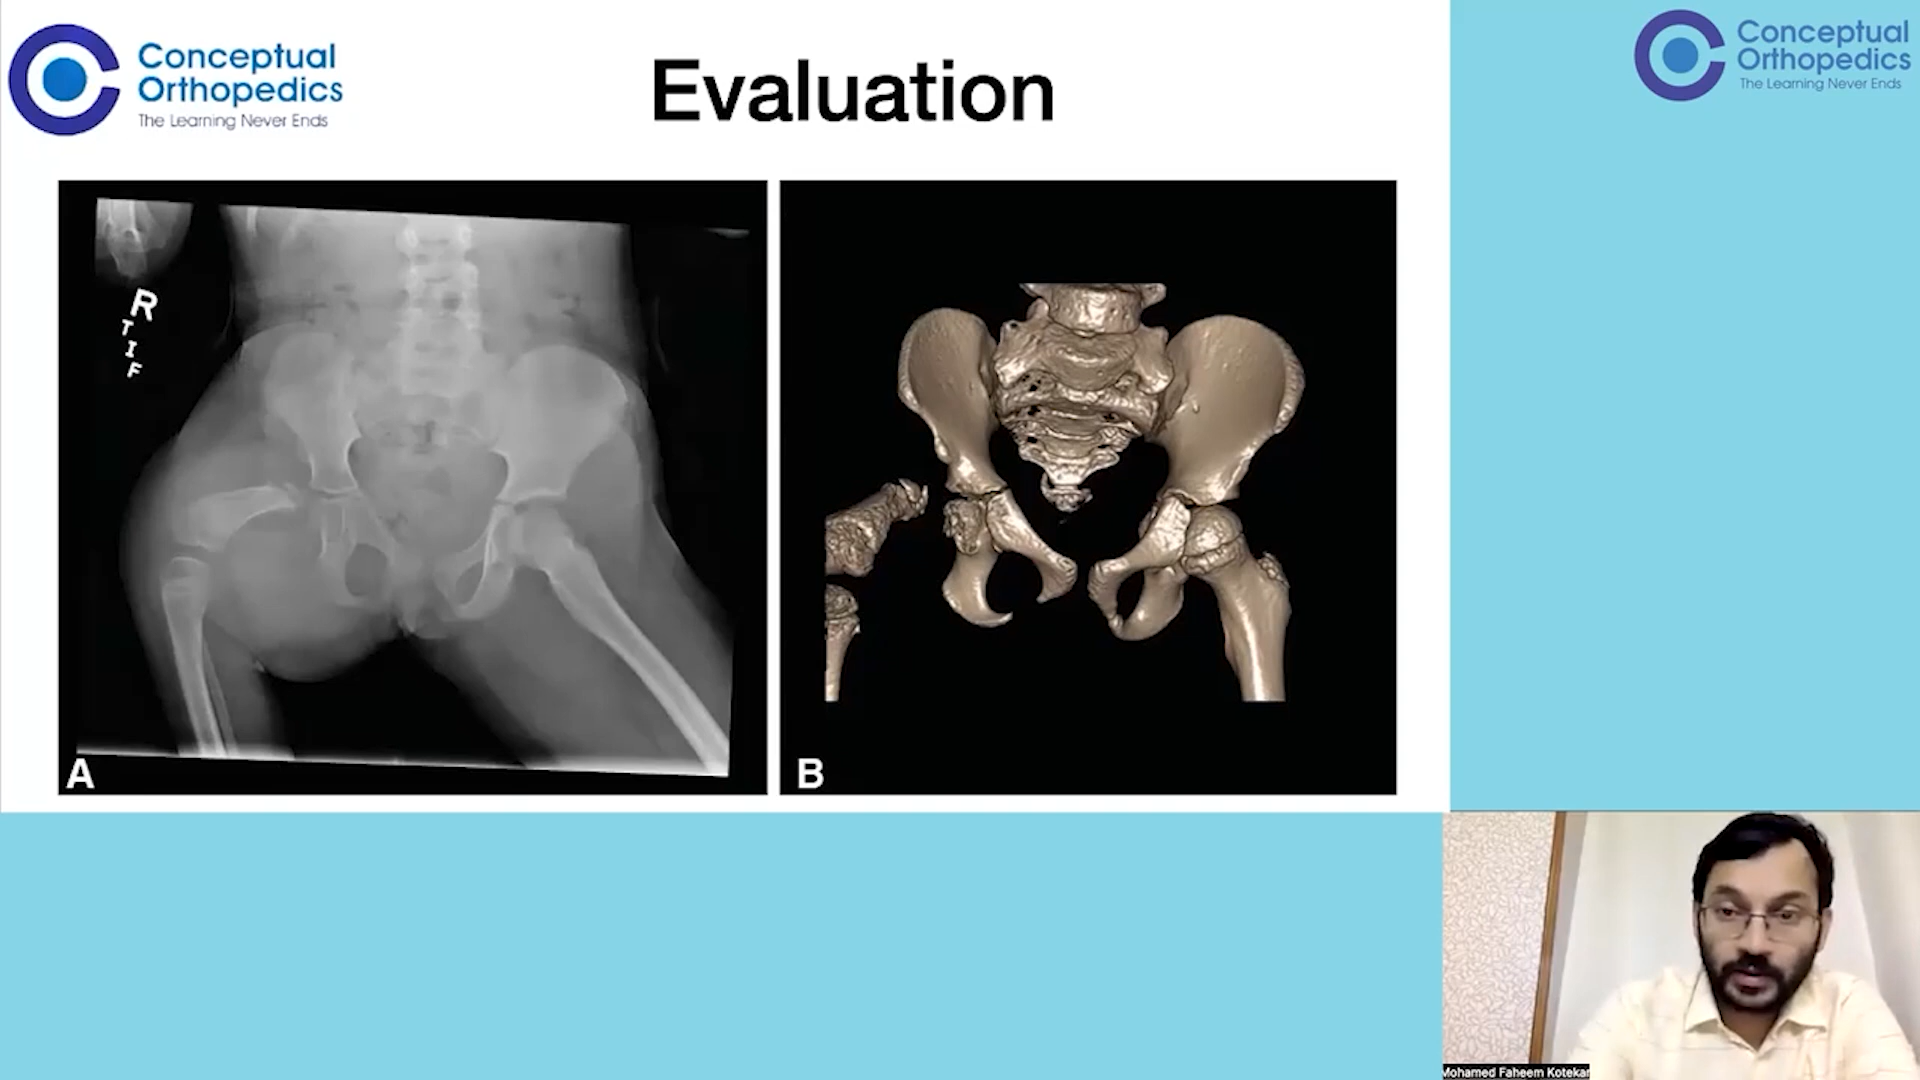 Conceptual
Orthopedics
The Learning Never Ends
Evaluation
Conceptual
Orthopedics
The Learning Never Ends
R
T
I
F
A
B
Mohamed Faheem Kotekar